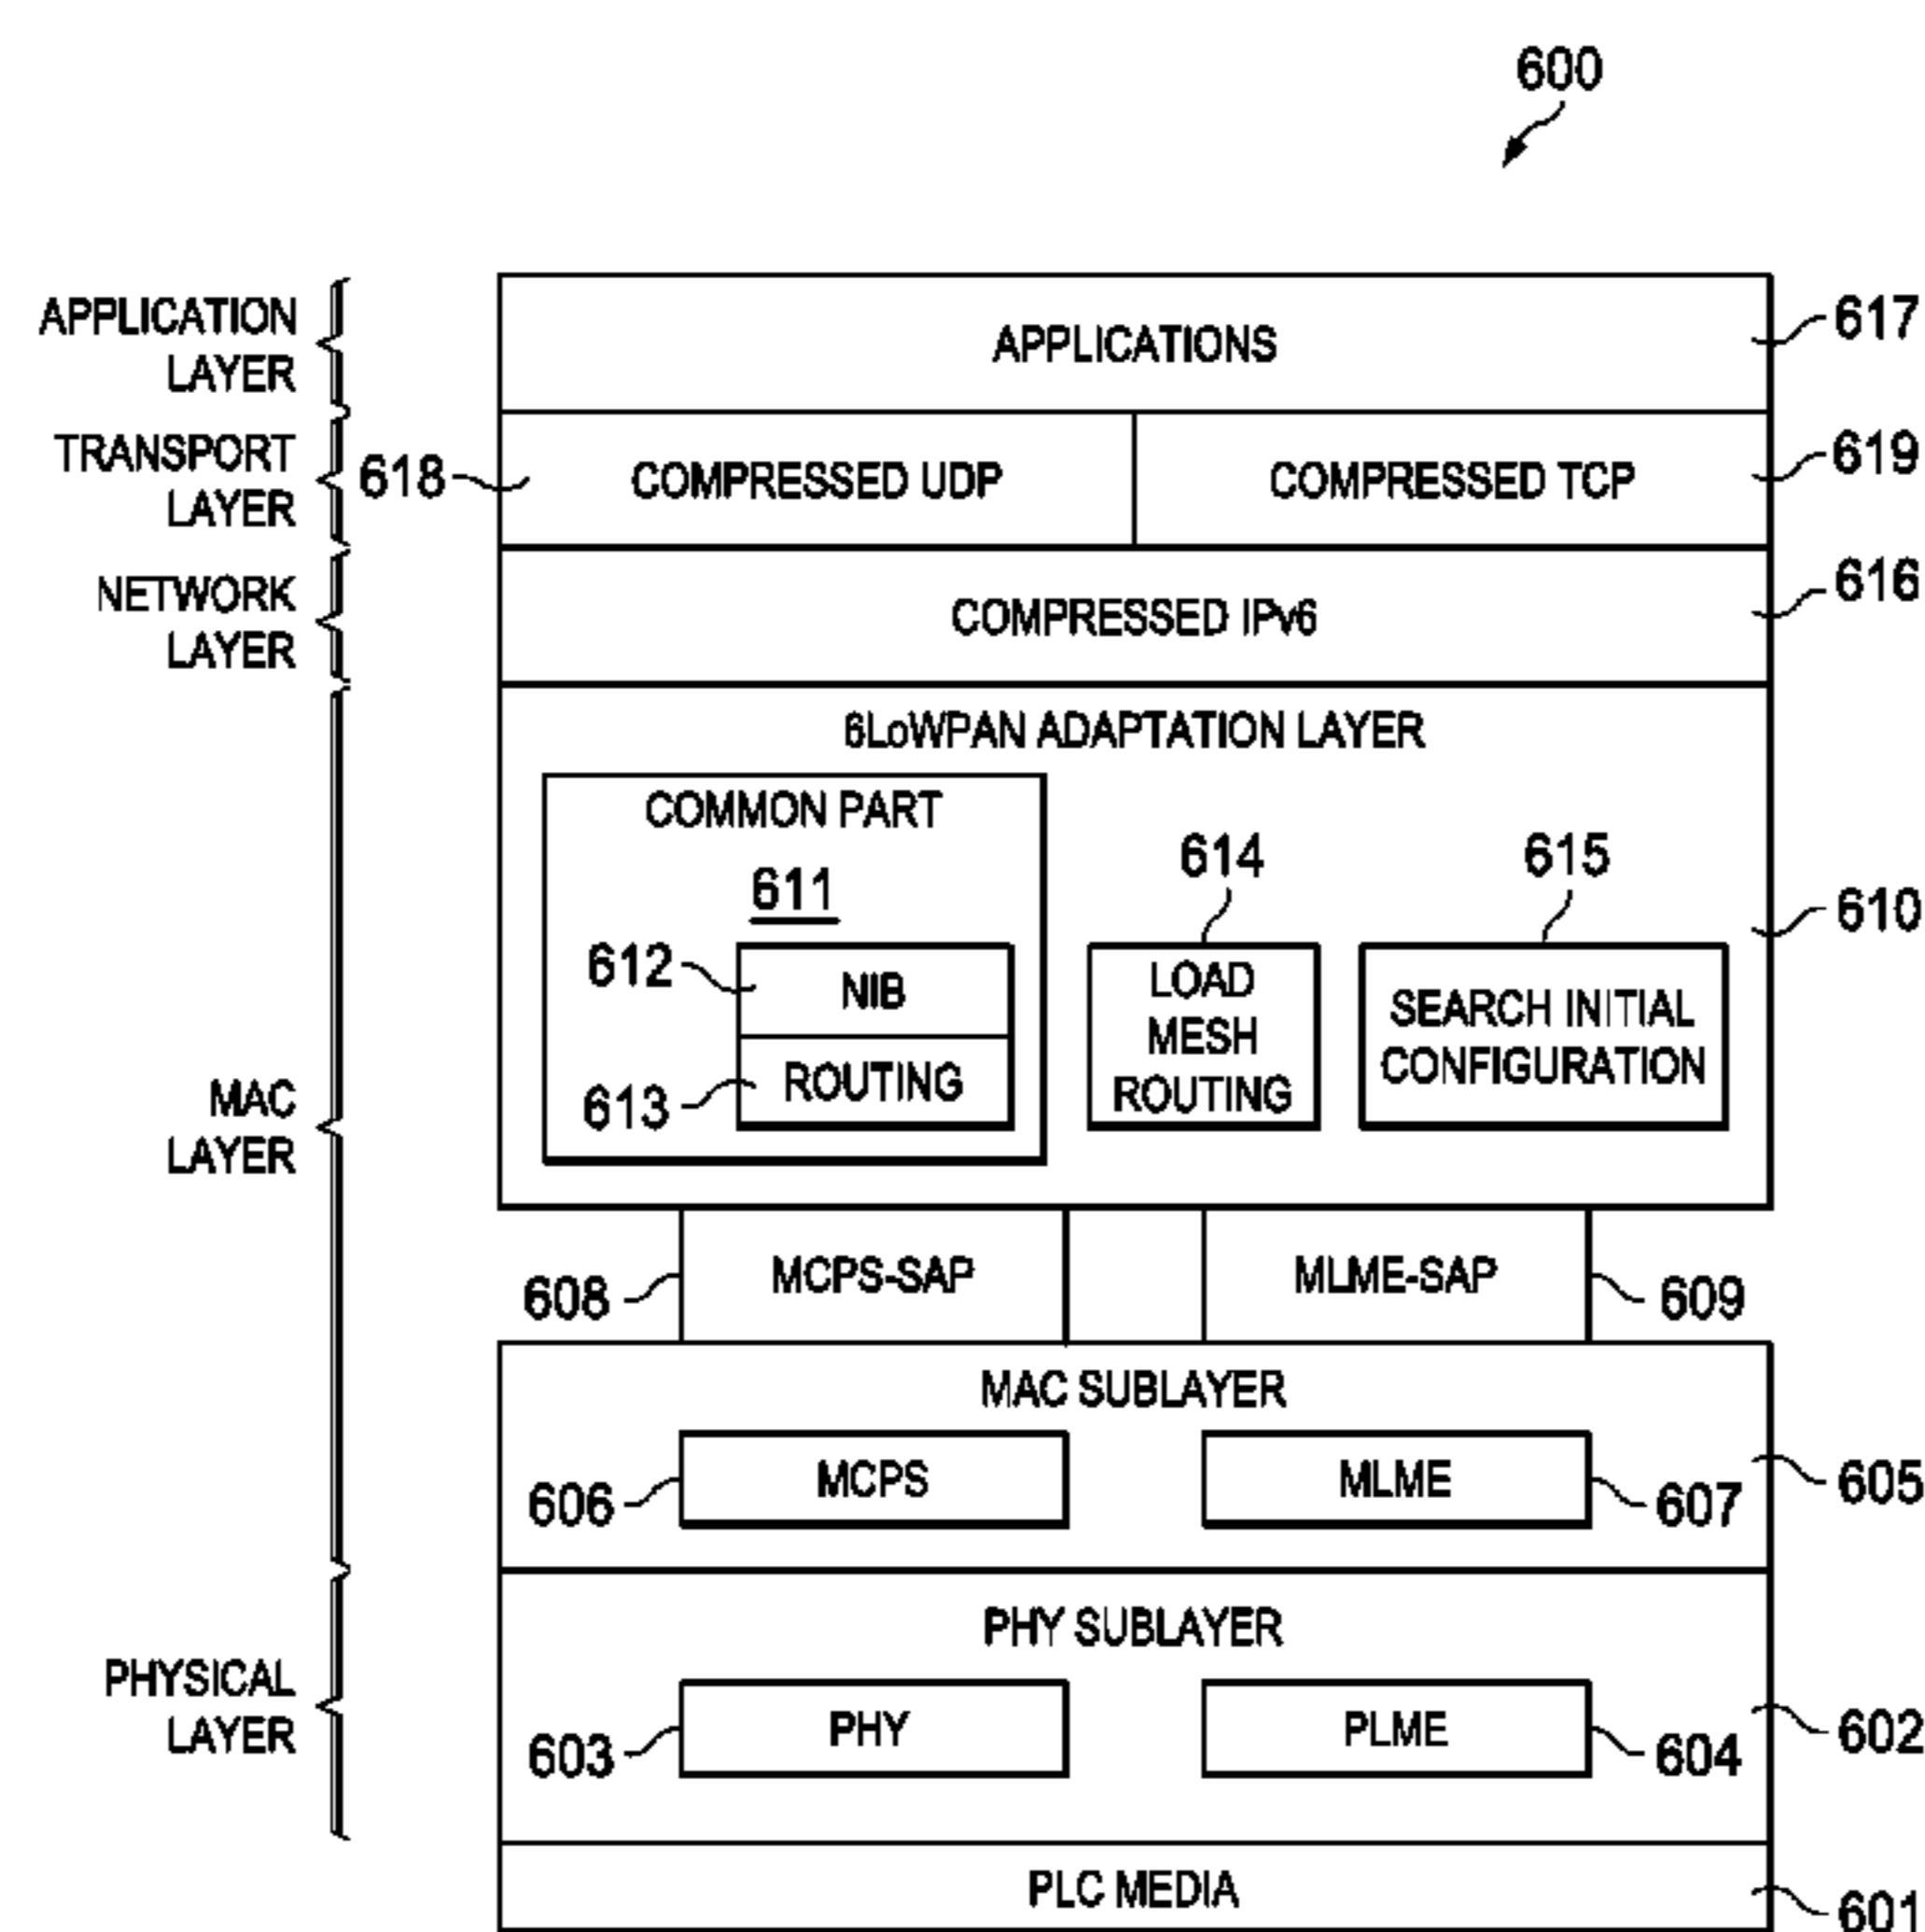 600
APPLICATION
LAYER
APPLICATIONS
617
TRANSPORT
LAYER
618
COMPRESSED UDP
COMPRESSED TCP
619
NETWORK
LAYER
COMPRESSED IPv6
616
MAC
LAYER
6LoWPAN ADAPTATION LAYER
610
COMMON PART
611
612
NIB
613
ROUTING
614
LOAD
MESH
ROUTING
615
SEARCH INITIAL
CONFIGURATION
608
MCPS-SAP
MLME-SAP
609
MAC SUBLAYER
605
606
MCPS
MLME
607
PHYSICAL
LAYER
PHY SUBLAYER
602
603
PHY
PLME
604
PLC MEDIA
601